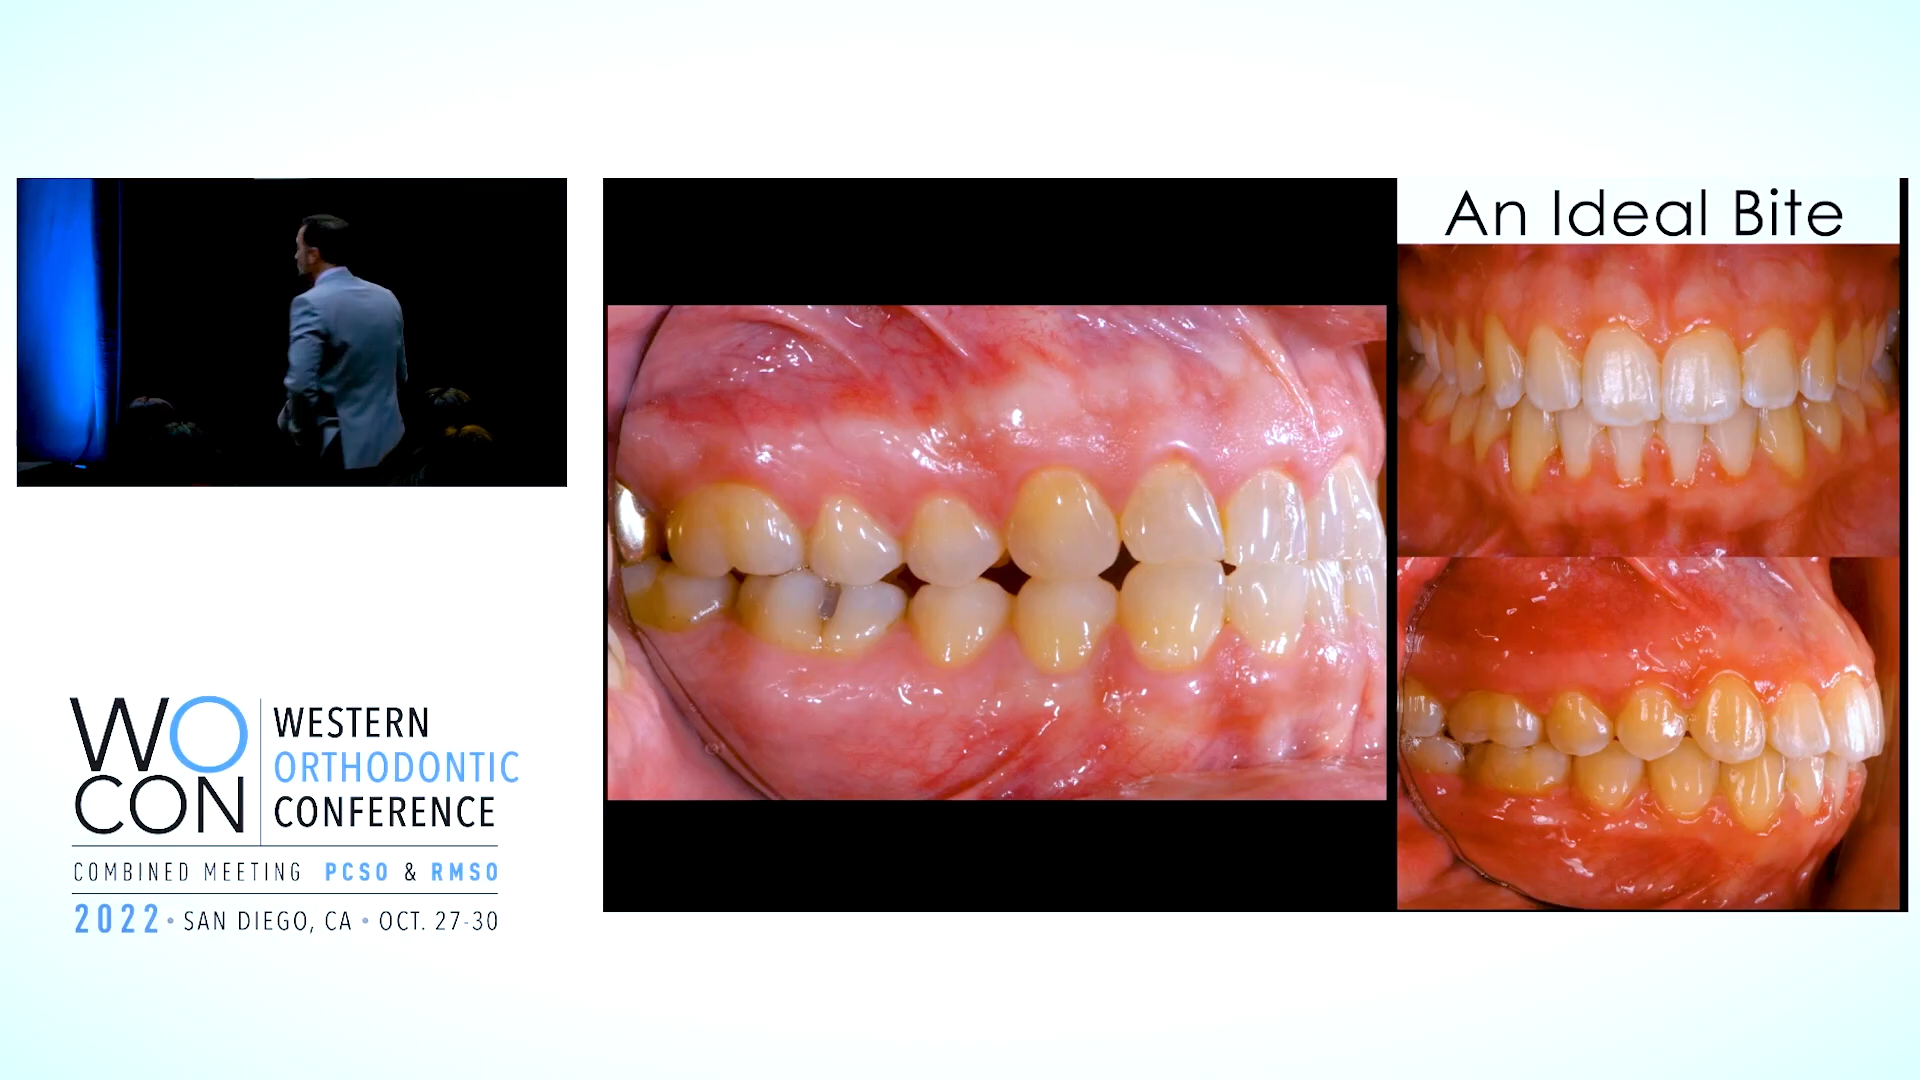 An Ideal Bite
WO
CON
WESTERN
ORTHODONTIC
CONFERENCE
COMBINED MEETING PCSO & RMSO
2022 • SAN DIEGO, CA • OCT. 27-30